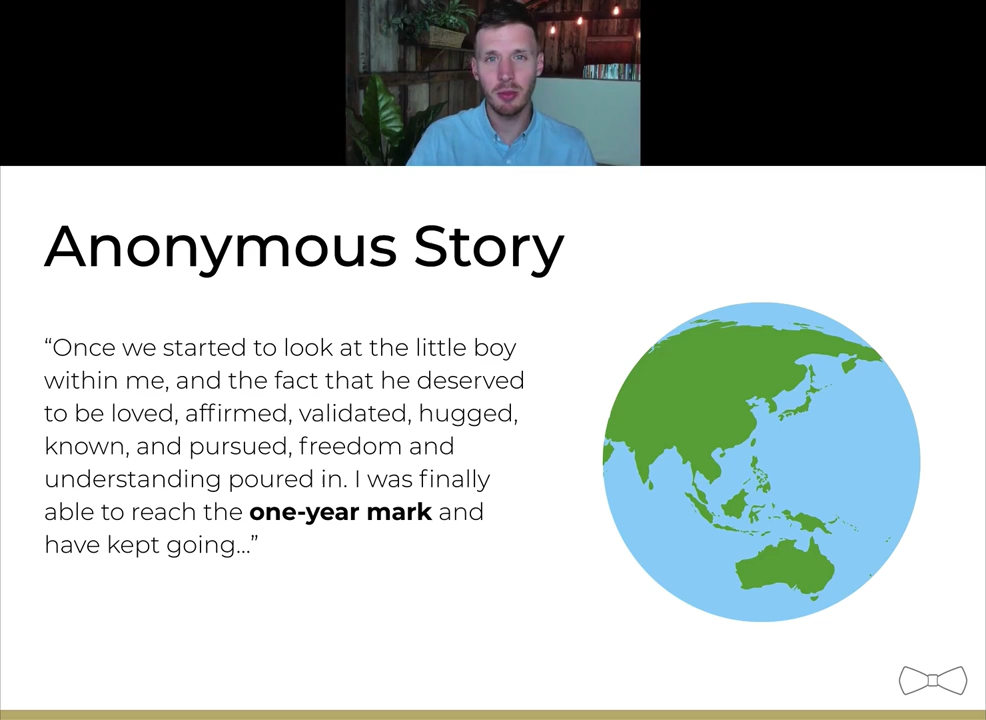 Anonymous Story
“Once we started to look at the little boy
within me, and the fact that he deserved
to be loved, affirmed, validated, hugged,
known, and pursued, freedom and
understanding poured in. I was finally
able to reach the one-year mark and
have kept going...”